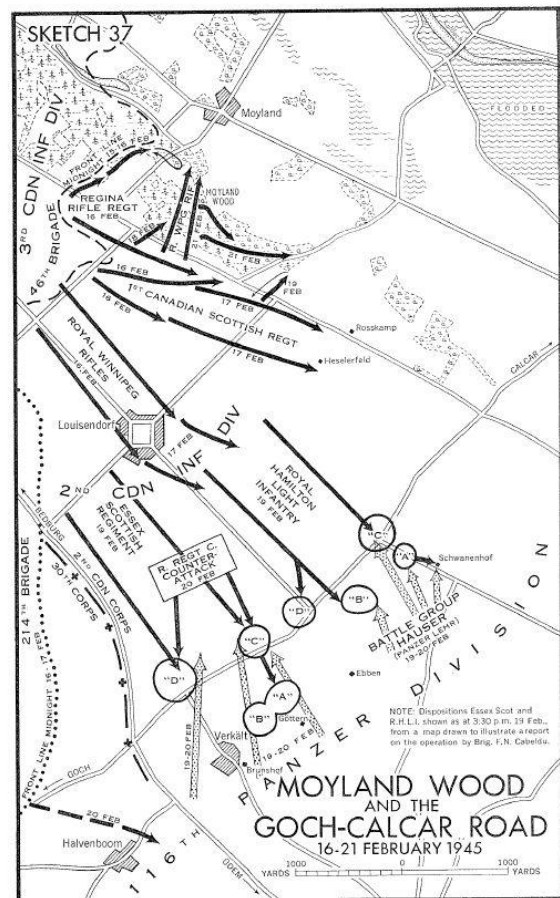 SKETCH 37
Moyland
FLOODED
3RD CDN INF DIV
FRONT LINE
MIDNIGHT 15-16 FEB
REGINA
RIFLE REGT
16 FEB
R. WPG RIF
MOYLAND
WOOD
46TH BRIGADE
21 FEB
19
FEB
16 FEB
17 FEB
1ST CANADIAN SCOTTISH REGT
16 FEB
17 FEB
Rosskamp
Heselerfeld
CALCAR
ROYAL WINNIPEG
RIFLES
16 FEB
Louisendorf
17 FEB
2ND CDN INF DIV
ROYAL
HAMILTON
LIGHT
INFANTRY
19 FEB
ESSEX
SCOTTISH
REGIMENT
19 FEB
BEDBURG
214TH BRIGADE
30TH CORPS
2ND CDN CORPS
R. REGT C.
COUNTER
ATTACK
20 FEB
"C"
"A"
Schwanenhof
"D"
"B"
BATTLE GROUP
HAUSER
(PANZER LEHR)
19-20 FEB
"C"
"D"
"A"
"B"
Ebben
Göttern
Verkält
Brunshof
19-20 FEB
19-20 FEB
116TH PANZER DIVISION
NOTE: Dispositions Essex Scot and
R.H.L.I. shown as at 3:30 p.m. 19 Feb.,
from a map drawn to illustrate a report
on the operation by Brig. F.N. Cabeldu.
FRONT LINE MIDNIGHT 16-17 FEB
GOCH
20 FEB
Halvenboom
UDEM
MOYLAND WOOD
AND THE
GOCH-CALCAR ROAD
16-21 FEBRUARY 1945
1000 0 1000
YARDS YARDS